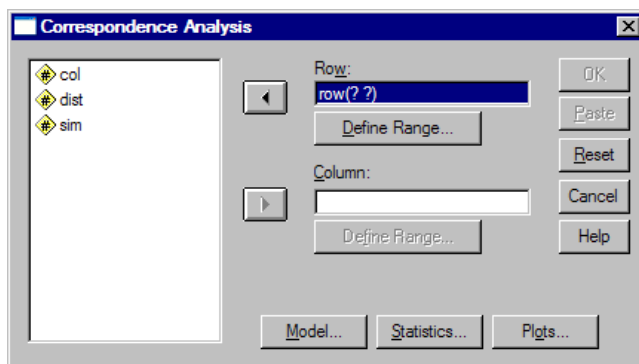 Correspondence Analysis
# col
# dist
# sim
Row:
row(? ?)
Define Range...
Column:
Define Range...
OK
Paste
Reset
Cancel
Help
Model...
Statistics...
Plots...